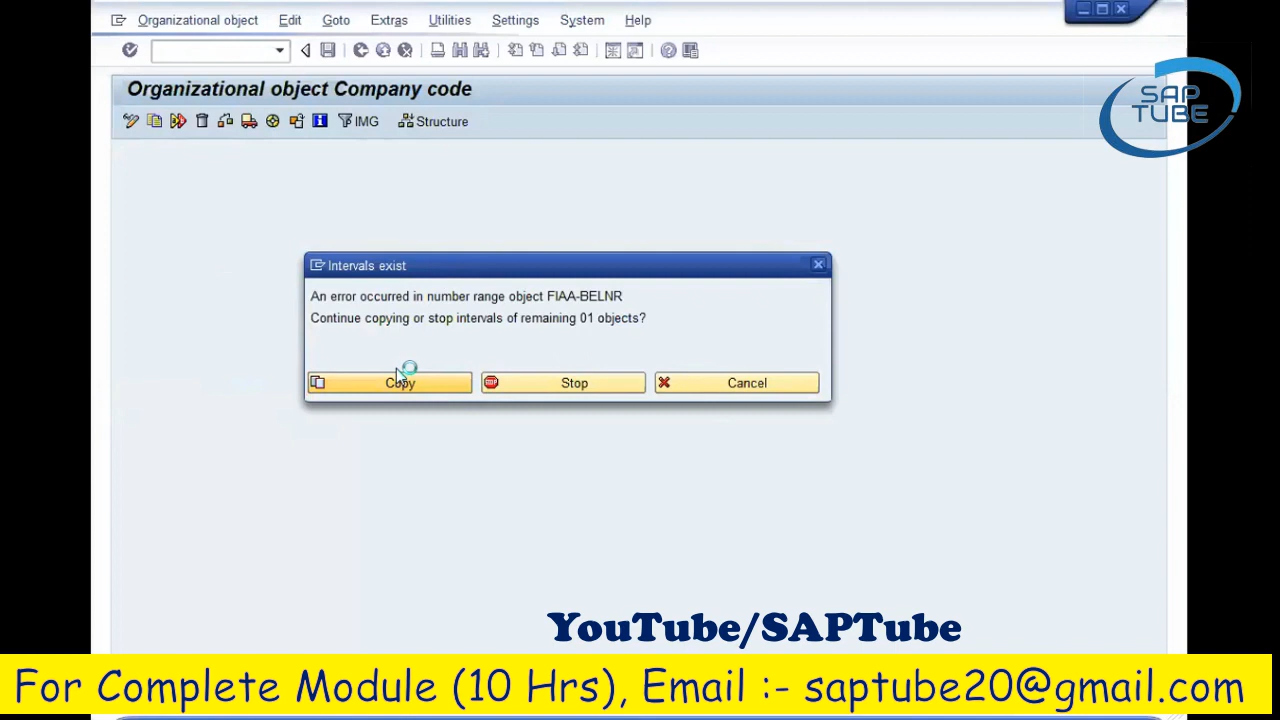 Organizational object Edit Goto Extras Utilities Settings System Help
Organizational object Company code
IMG Structure
SAP
TUBE
Intervals exist
An error occurred in number range object FIAA-BELNR
Continue copying or stop intervals of remaining 01 objects?
Copy Stop Cancel
YouTube/SAPTube
For Complete Module (10 Hrs), Email :- saptube20@gmail.com